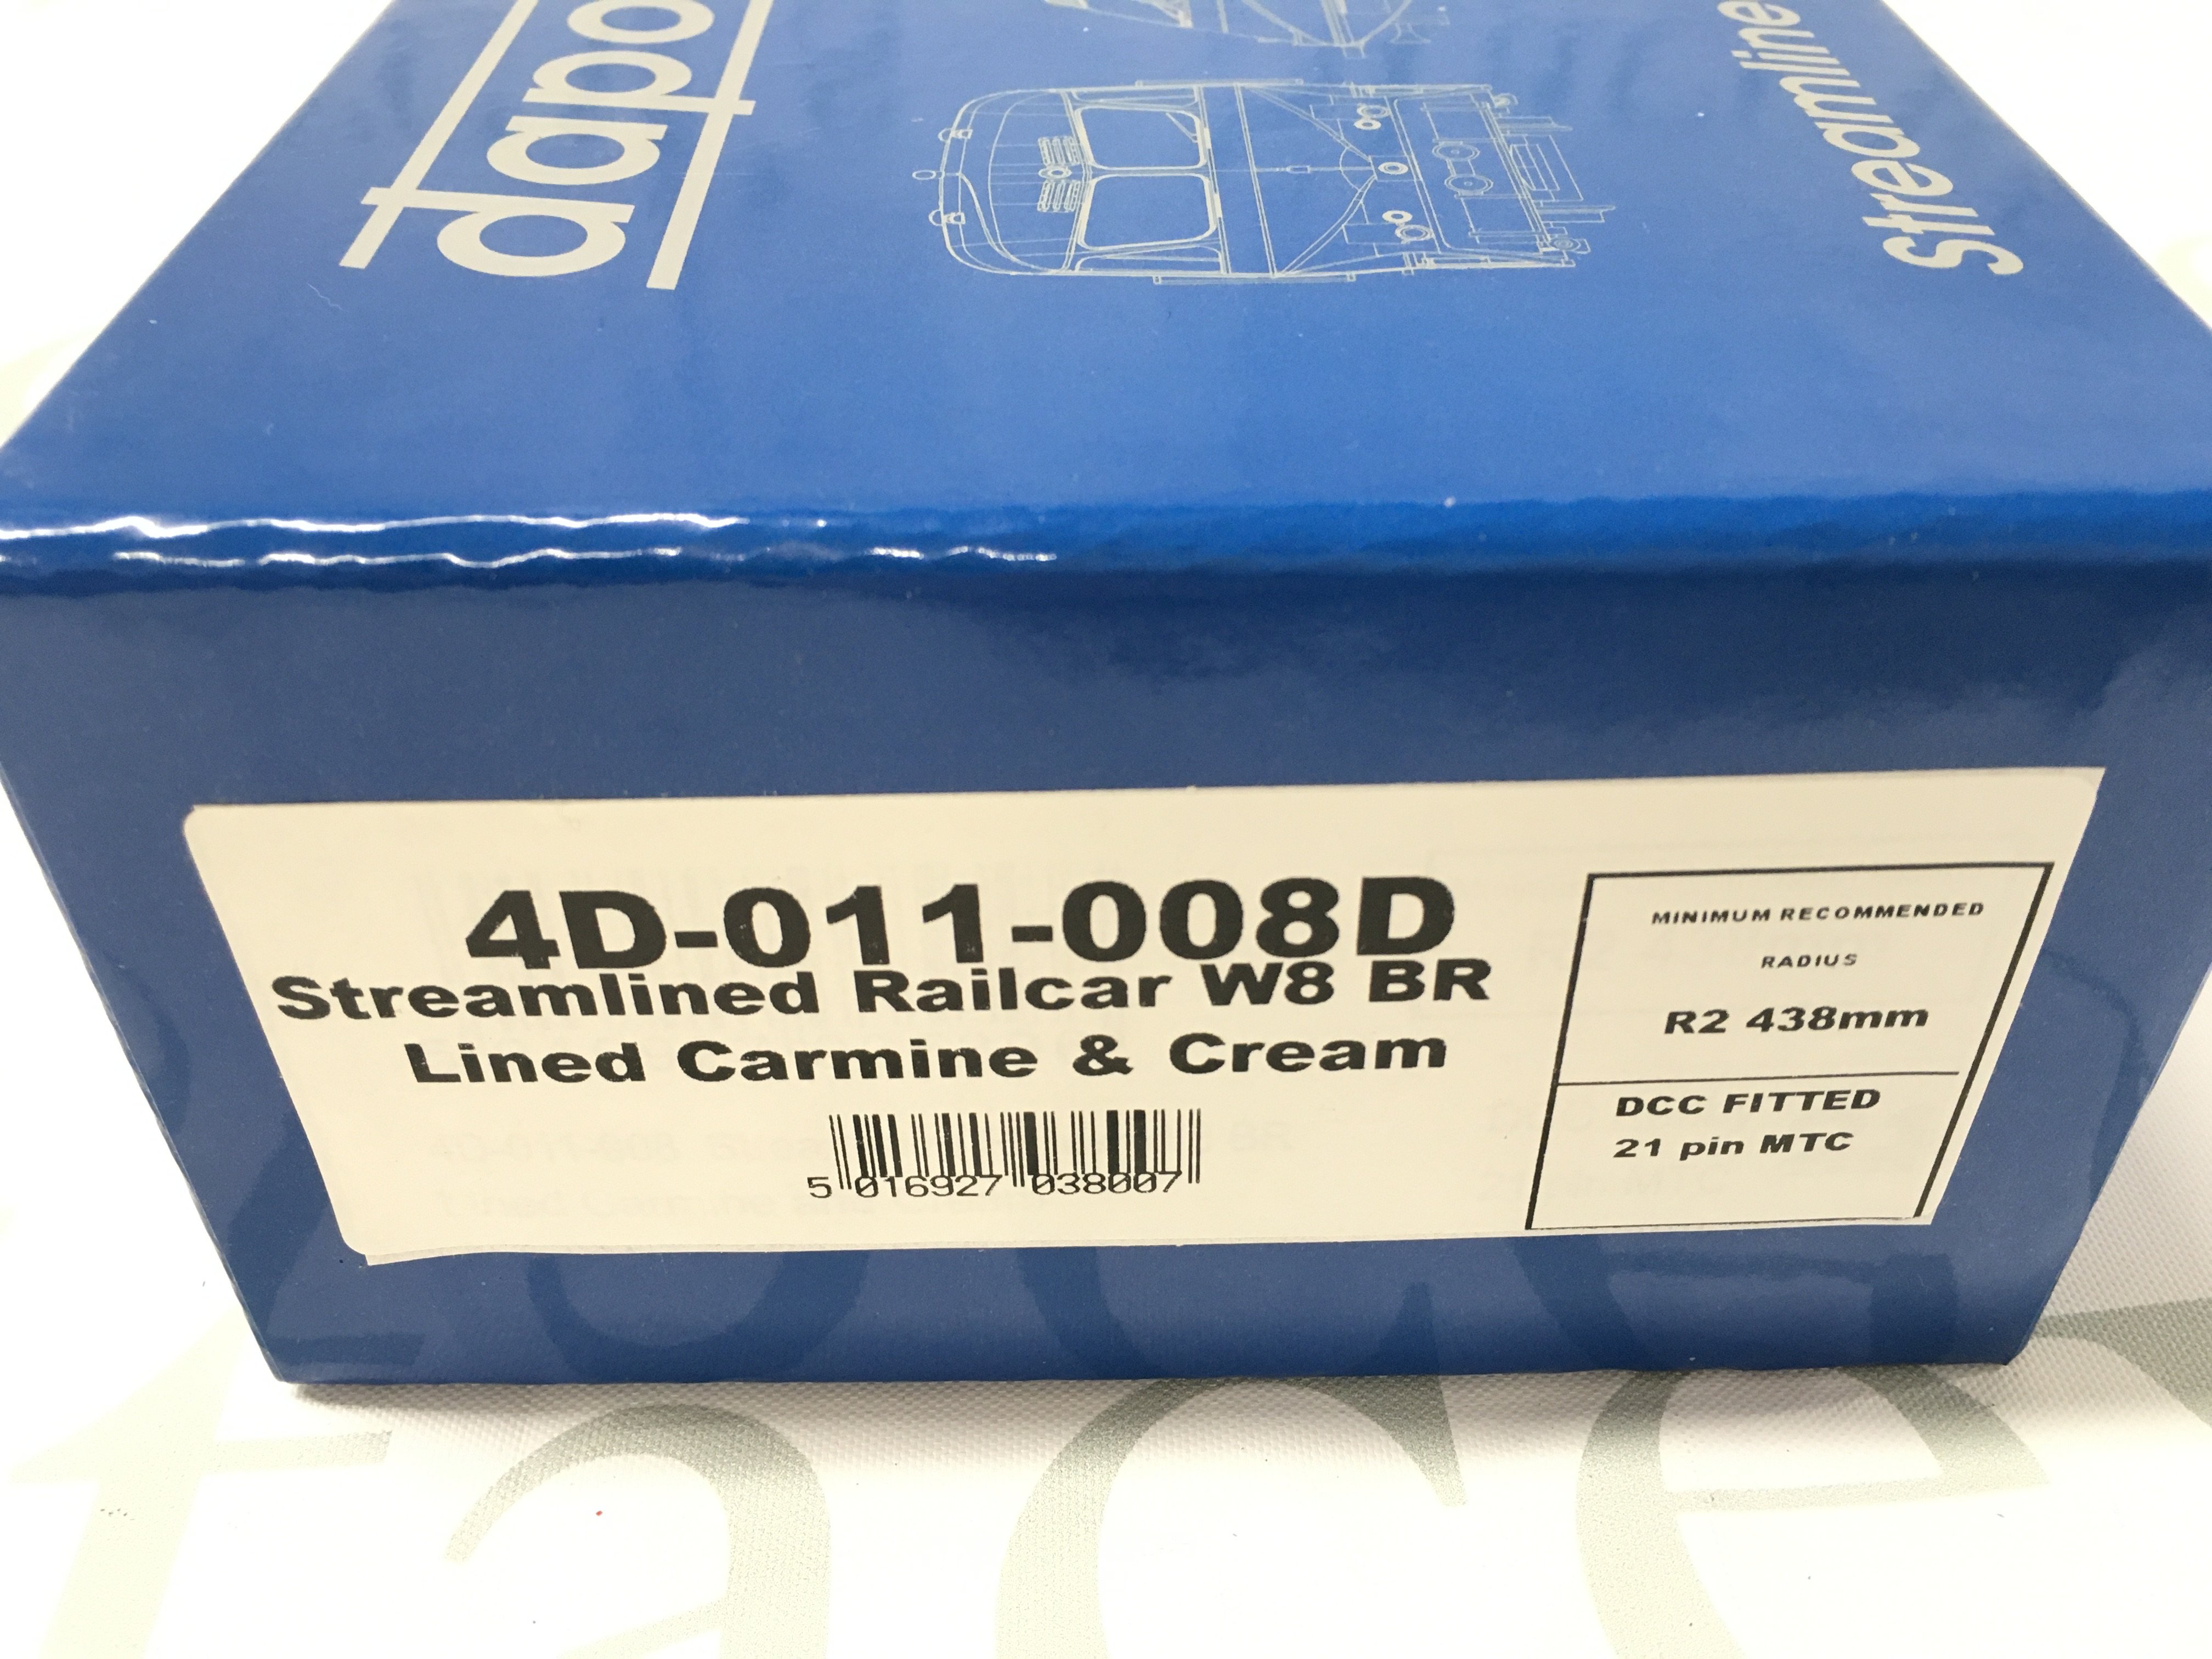 dapo
streamline
4D-011-008D
Streamlined Railcar W8 BR
Lined Carmine & Cream
5 016927 038007
MINIMUM RECOMMENDED
RADIUS
R2 438mm
DCC FITTED
21 pin MTC